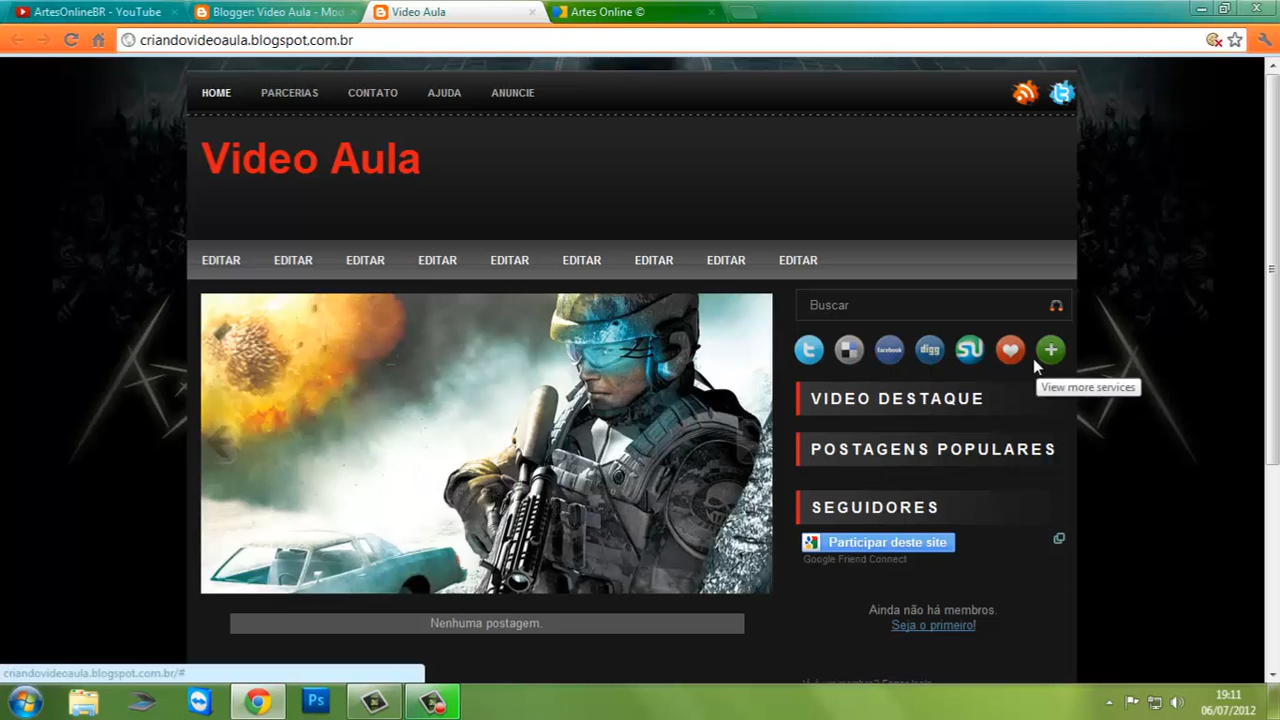 ArtesOnlineBR - YouTube
Blogger: Video Aula - Mod
Video Aula
Artes Online ©
criandovideoaula.blogspot.com.br
HOME PARCERIAS CONTATO AJUDA ANUNCIE
Video Aula
EDITAR EDITAR EDITAR EDITAR EDITAR EDITAR EDITAR EDITAR EDITAR
Buscar
facebook
digg
View more services
VIDEO DESTAQUE
POSTAGENS POPULARES
SEGUIDORES
Participar deste site
Google Friend Connect
Ainda não há membros.
Seja o primeiro!
Nenhuma postagem.
criandovideoaula.blogspot.com.br/#
Ps
19:11
06/07/2012